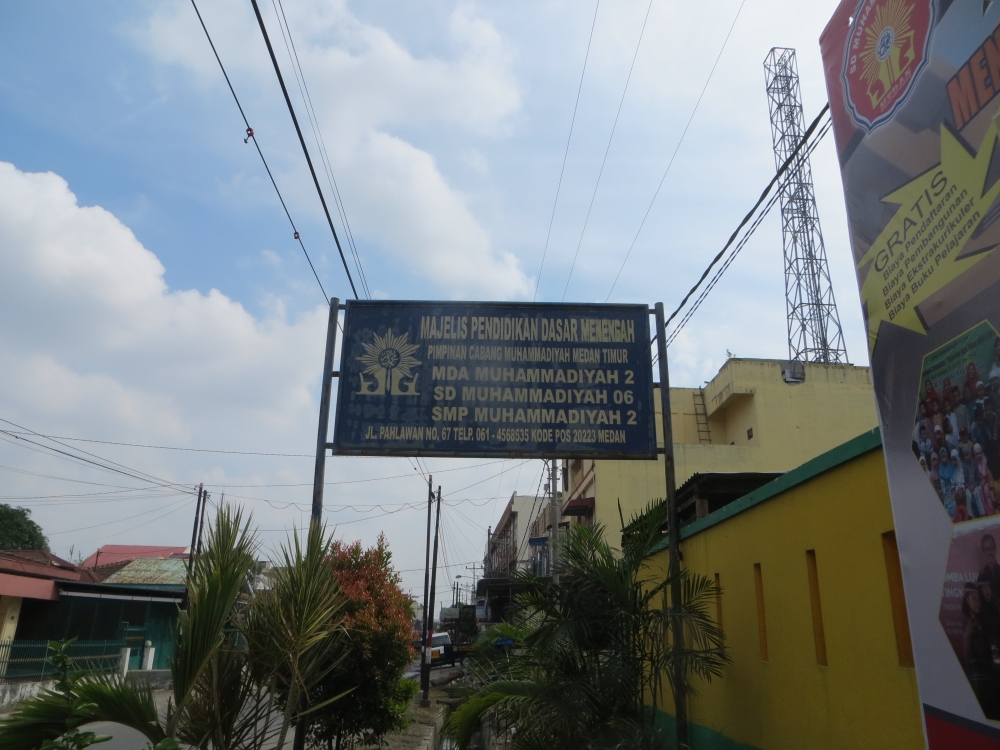 MAJELIS PENDIDIKAN DASAR MENENGAH
PIMPINAN CABANG MUHAMMADIYAH MEDAN TIMUR
MDA MUHAMMADIYAH 2
SD MUHAMMADIYAH 06
SMP MUHAMMADIYAH 2
JL. PAHLAWAN NO. 67 TELP. 061 - 4568535 KODE POS 20223 MEDAN
GRATIS
Biaya Pendaftaran
Biaya Pembangunan
Biaya Ekstrakurikuler
Biaya Buku Pelajaran